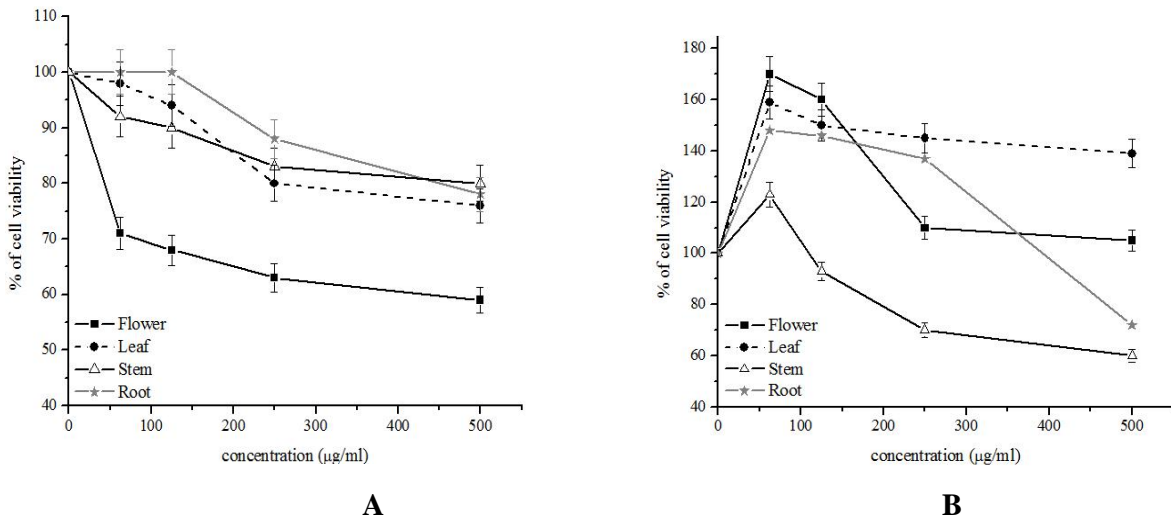 110
100
90
80
70
60
50
40
% of cell viability
Flower
Leaf
Stem
Root
0 100 200 300 400 500
concentration (µg/ml)
A
180
160
140
120
100
80
60
40
% of cell viability
Flower
Leaf
Stem
Root
0 100 200 300 400 500
concentration (µg/ml)
B